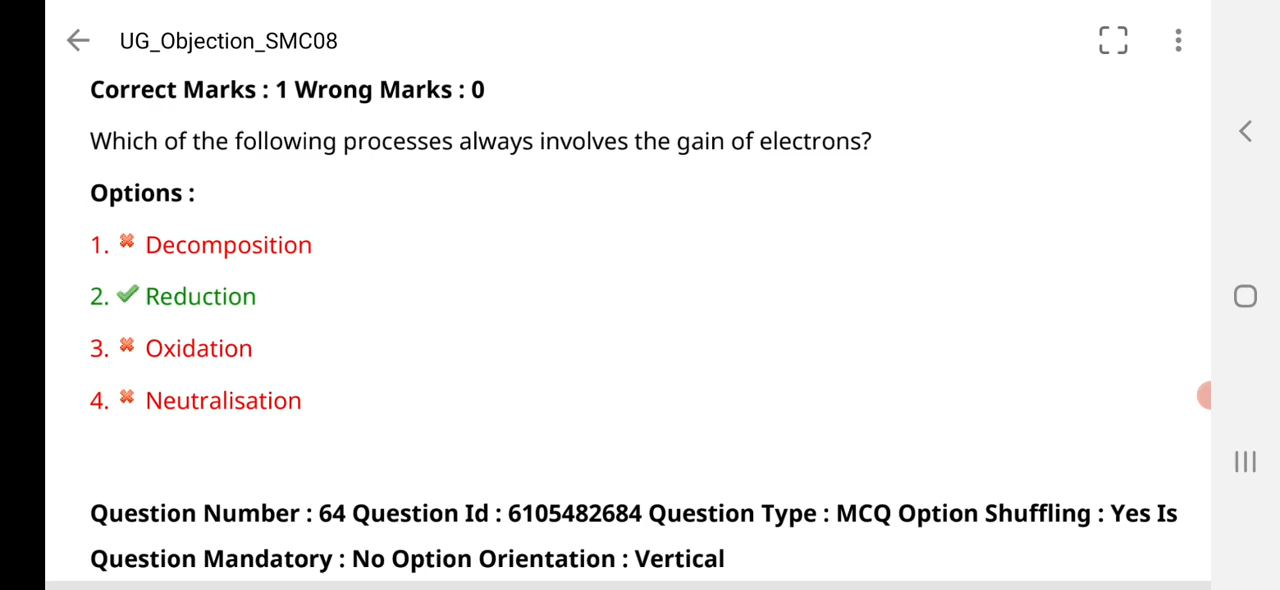 UG_Objection_SMC08
Correct Marks : 1 Wrong Marks : 0
Which of the following processes always involves the gain of electrons?
Options :
1. ✖ Decomposition
2. ✔ Reduction
3. ✖ Oxidation
4. ✖ Neutralisation
Question Number : 64 Question Id : 6105482684 Question Type : MCQ Option Shuffling : Yes Is
Question Mandatory : No Option Orientation : Vertical